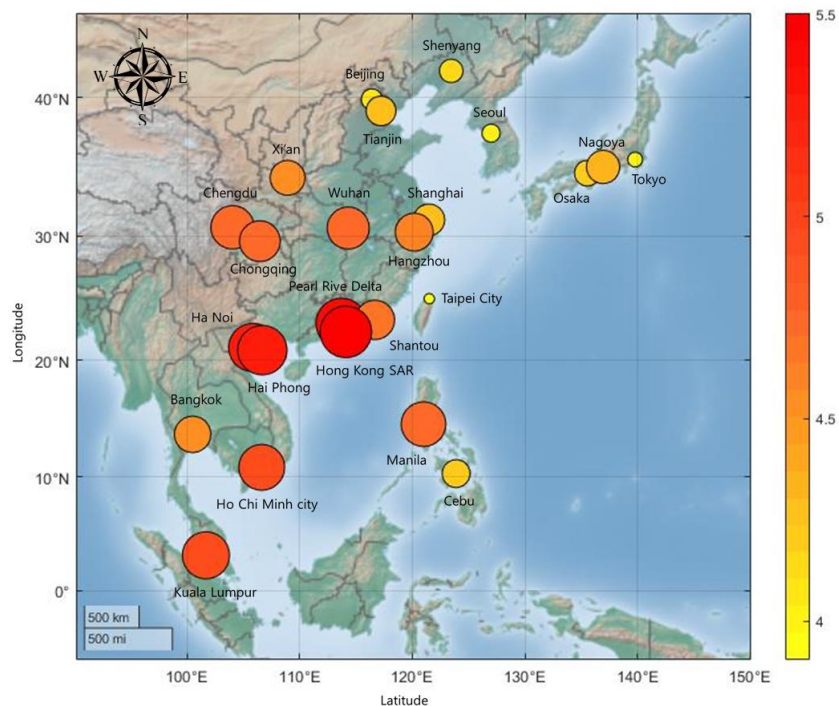 5.5
N
W
E
S
Shenyang
Beijing
40°N
Seoul
Tianjin
Nagoya
Xi'an
Osaka
Tokyo
Chengdu
Wuhan
Shanghai
5
30°N
Hangzhou
Chongqing
Pearl Rive Delta
Taipei City
Ha Noi
Shantou
Longitude
20°N
Hong Kong SAR
Hai Phong
Bangkok
4.5
Manila
10°N
Cebu
Ho Chi Minh city
0°
Kuala Lumpur
500 km
4
500 mi
100°E
110°E
120°E
130°E
140°E
150°E
Latitude